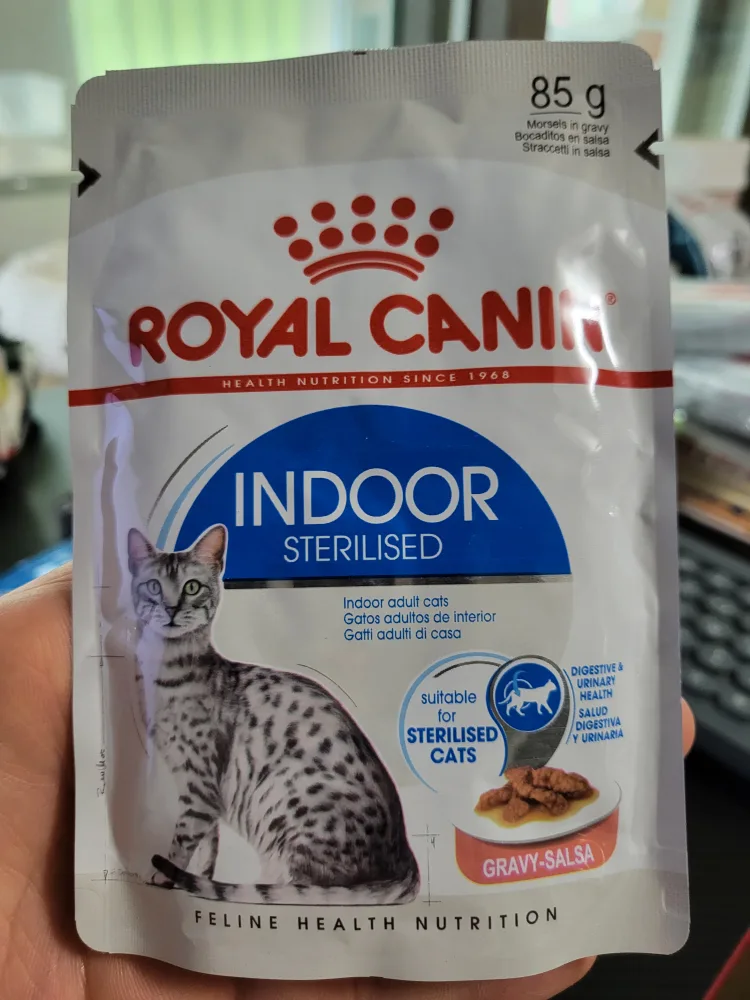 85 g
Morsels in gravy
Bocaditos en salsa
Straccetti in salsa
ROYAL CANIN®
HEALTH NUTRITION SINCE 1968
INDOOR
STERILISED
Indoor adult cats
Gatos adultos de interior
Gatti adulti di casa
suitable
for
STERILISED
CATS
DIGESTIVE &
URINARY
HEALTH
SALUD
DIGESTIVA
Y URINARIA
GRAVY-SALSA
FELINE HEALTH NUTRITION